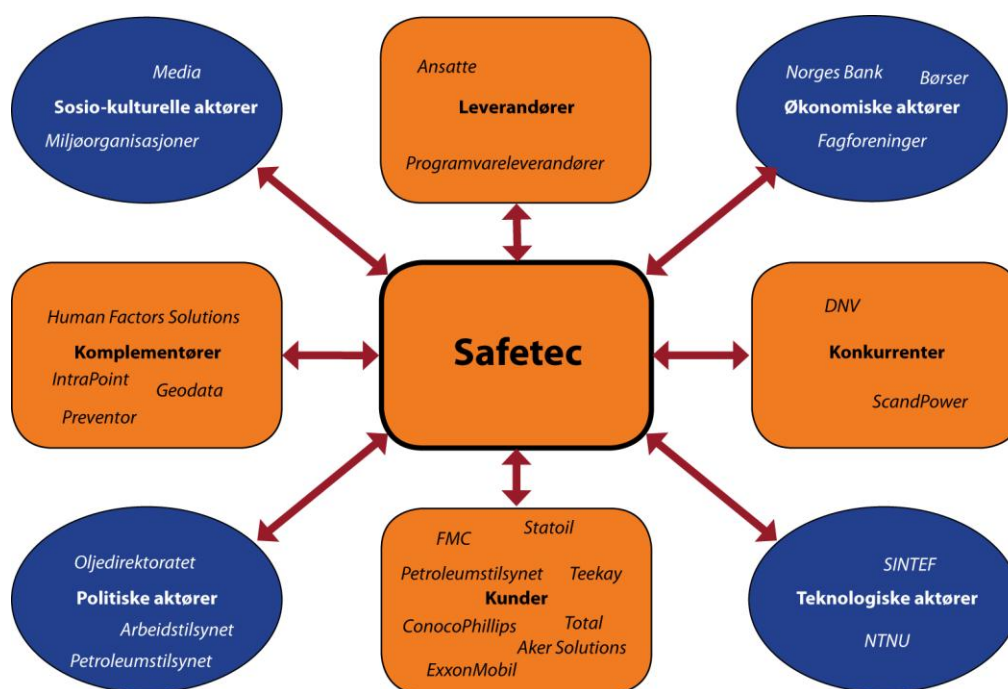 Media
Sosio-kulturelle aktører
Miljøorganisasjoner
Ansatte
Leverandører
Programvareleverandører
Norges Bank
Børser
Økonomiske aktører
Fagforeninger
Human Factors Solutions
Komplementører
IntraPoint
Geodata
Preventor
Safetec
DNV
Konkurrenter
ScandPower
Oljedirektoratet
Politiske aktører
Arbeidstilsynet
Petroleumstilsynet
FMC
Statoil
Petroleumstilsynet
Teekay
Kunder
ConocoPhillips
Total
Aker Solutions
ExxonMobil
SINTEF
Teknologiske aktører
NTNU